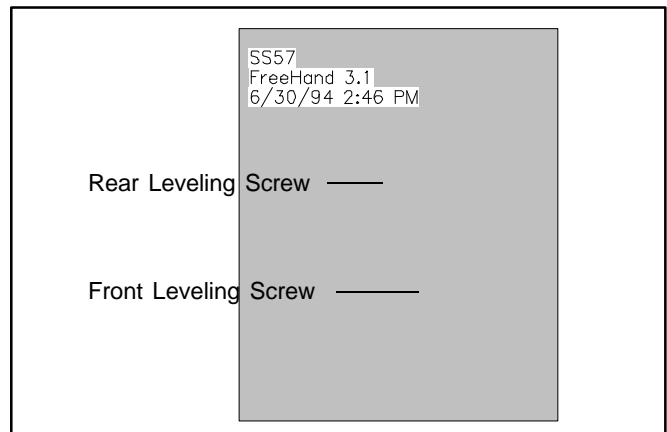 SS57
FreeHand 3.1
6/30/94 2:46 PM
Rear Leveling Screw
Front Leveling Screw